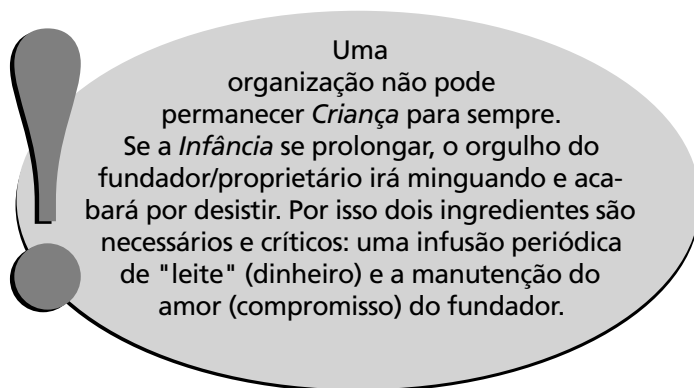 Uma
organização não pode
permanecer Criança para sempre.
Se a Infância se prolongar, o orgulho do
fundador/proprietário irá minguando e aca-
bará por desistir. Por isso dois ingredientes são
necessários e críticos: uma infusão periódica
de "leite" (dinheiro) e a manutenção do
amor (compromisso) do fundador.